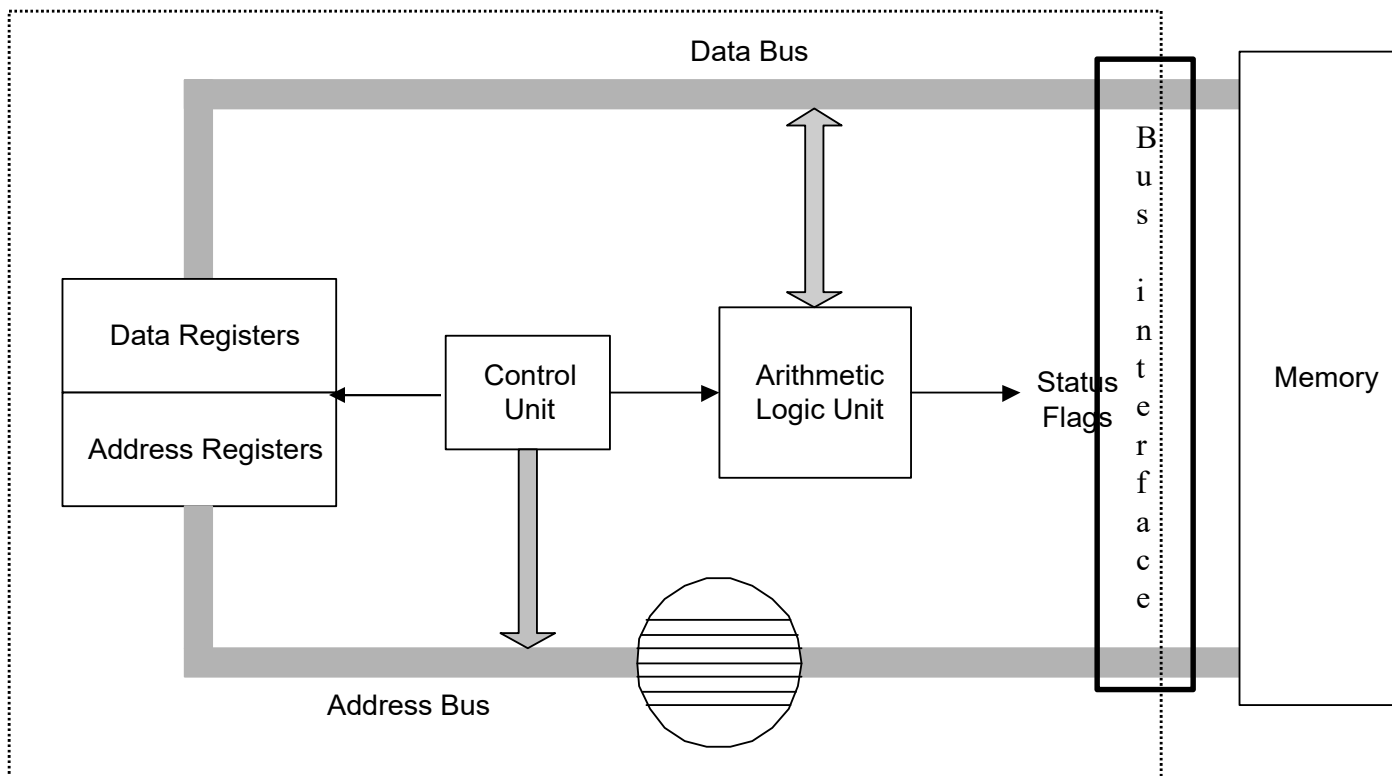 Data Bus
Data Registers
Address Registers
Control
Unit
Arithmetic
Logic Unit
Status
Flags
Bus interface
Memory
Address Bus